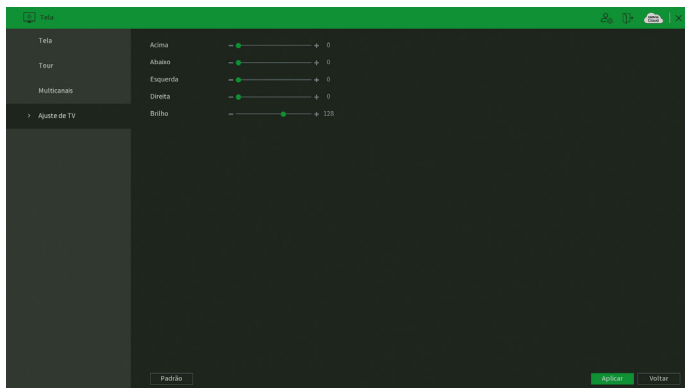 Tela
Tela
Tour
Multicanais
› Ajuste de TV
Acima - + 0
Abaixo - + 0
Esquerda - + 0
Direita - + 0
Brilho - + 128
Padrão
Aplicar
Voltar